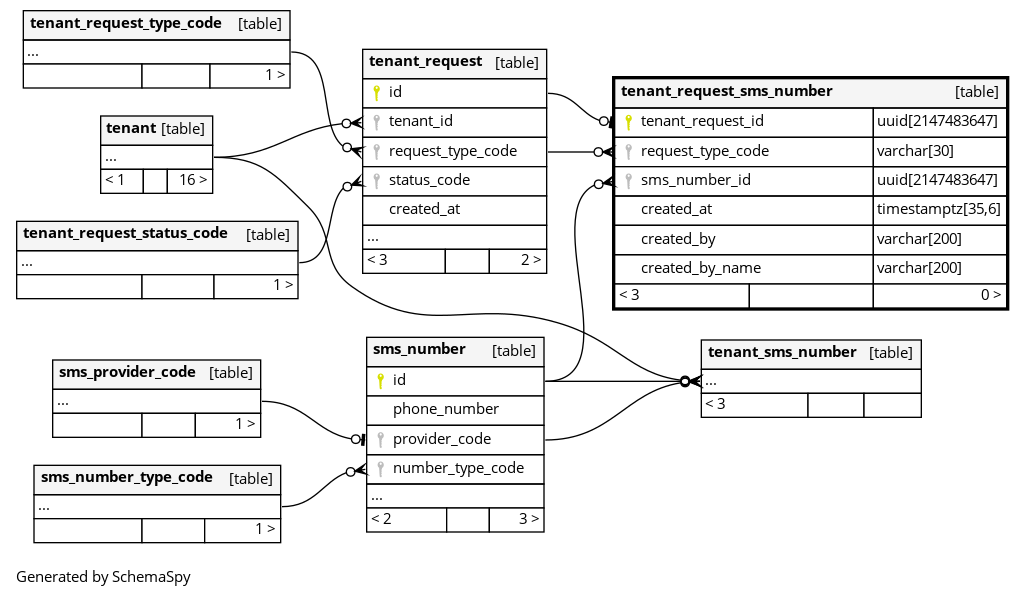 tenant_request_type_code [table]
...
1 >
tenant [table]
...
< 1 16 >
tenant_request_status_code [table]
...
1 >
sms_provider_code [table]
...
1 >
sms_number_type_code [table]
...
1 >
tenant_request [table]
id
tenant_id
request_type_code
status_code
created_at
...
< 3 2 >
sms_number [table]
id
phone_number
provider_code
number_type_code
...
< 2 3 >
tenant_request_sms_number [table]
tenant_request_id uuid[2147483647]
request_type_code varchar[30]
sms_number_id uuid[2147483647]
created_at timestamptz[35,6]
created_by varchar[200]
created_by_name varchar[200]
< 3 0 >
tenant_sms_number [table]
...
< 3
Generated by SchemaSpy